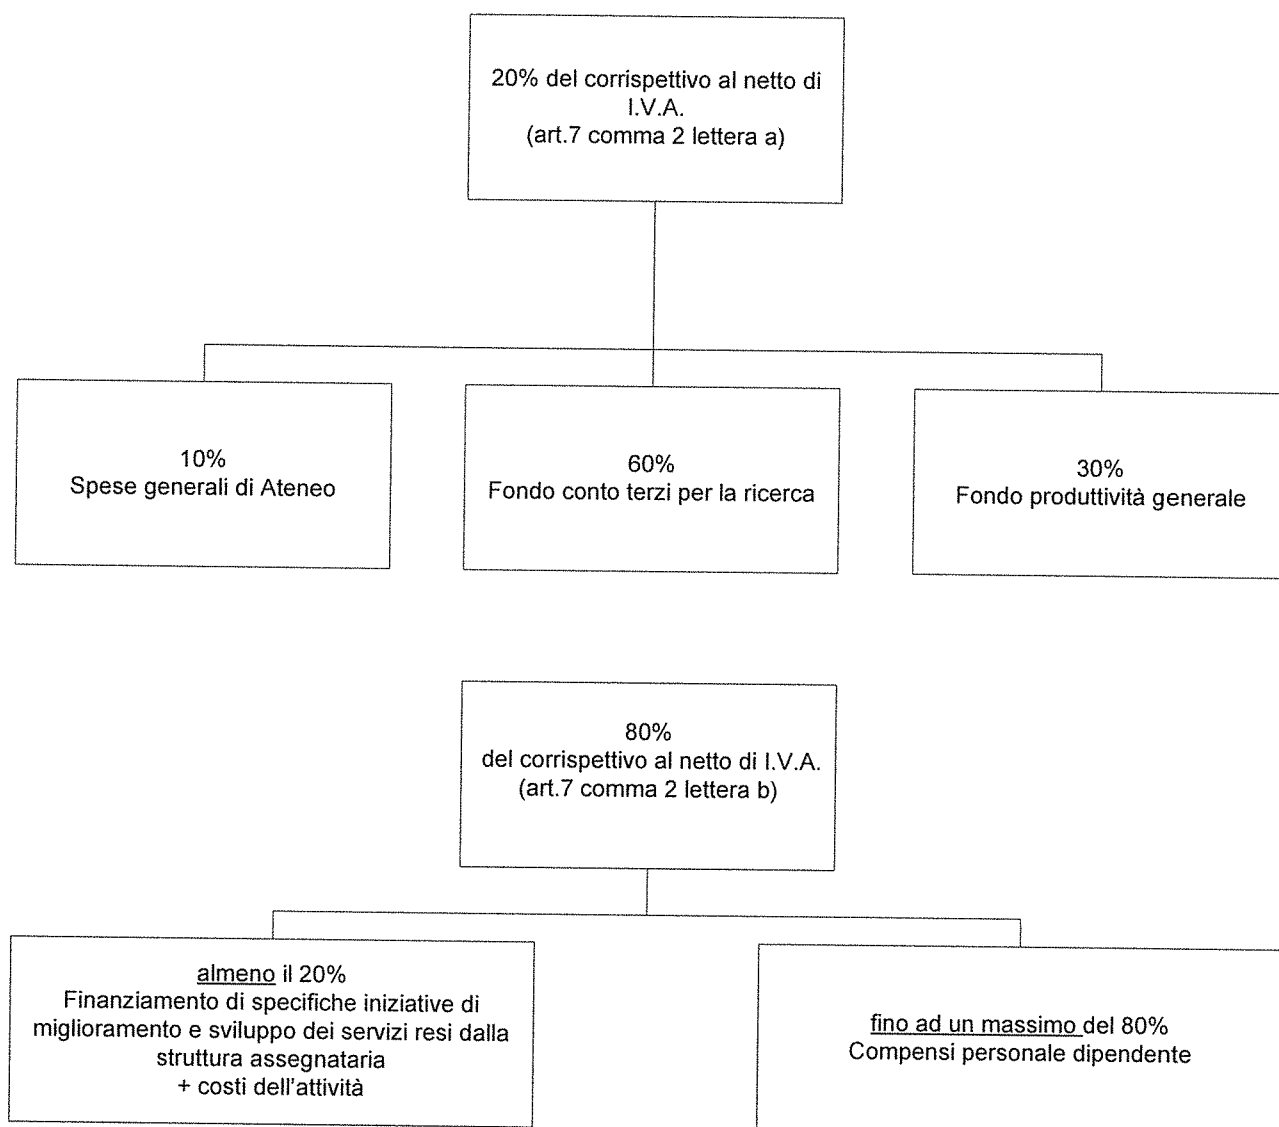 20% del corrispettivo al netto di
I.V.A.
(art.7 comma 2 lettera a)
10%
Spese generali di Ateneo
60%
Fondo conto terzi per la ricerca
30%
Fondo produttività generale
80%
del corrispettivo al netto di I.V.A.
(art.7 comma 2 lettera b)
almeno il 20%
Finanziamento di specifiche iniziative di
miglioramento e sviluppo dei servizi resi dalla
struttura assegnataria
+ costi dell'attività
fino ad un massimo del 80%
Compensi personale dipendente